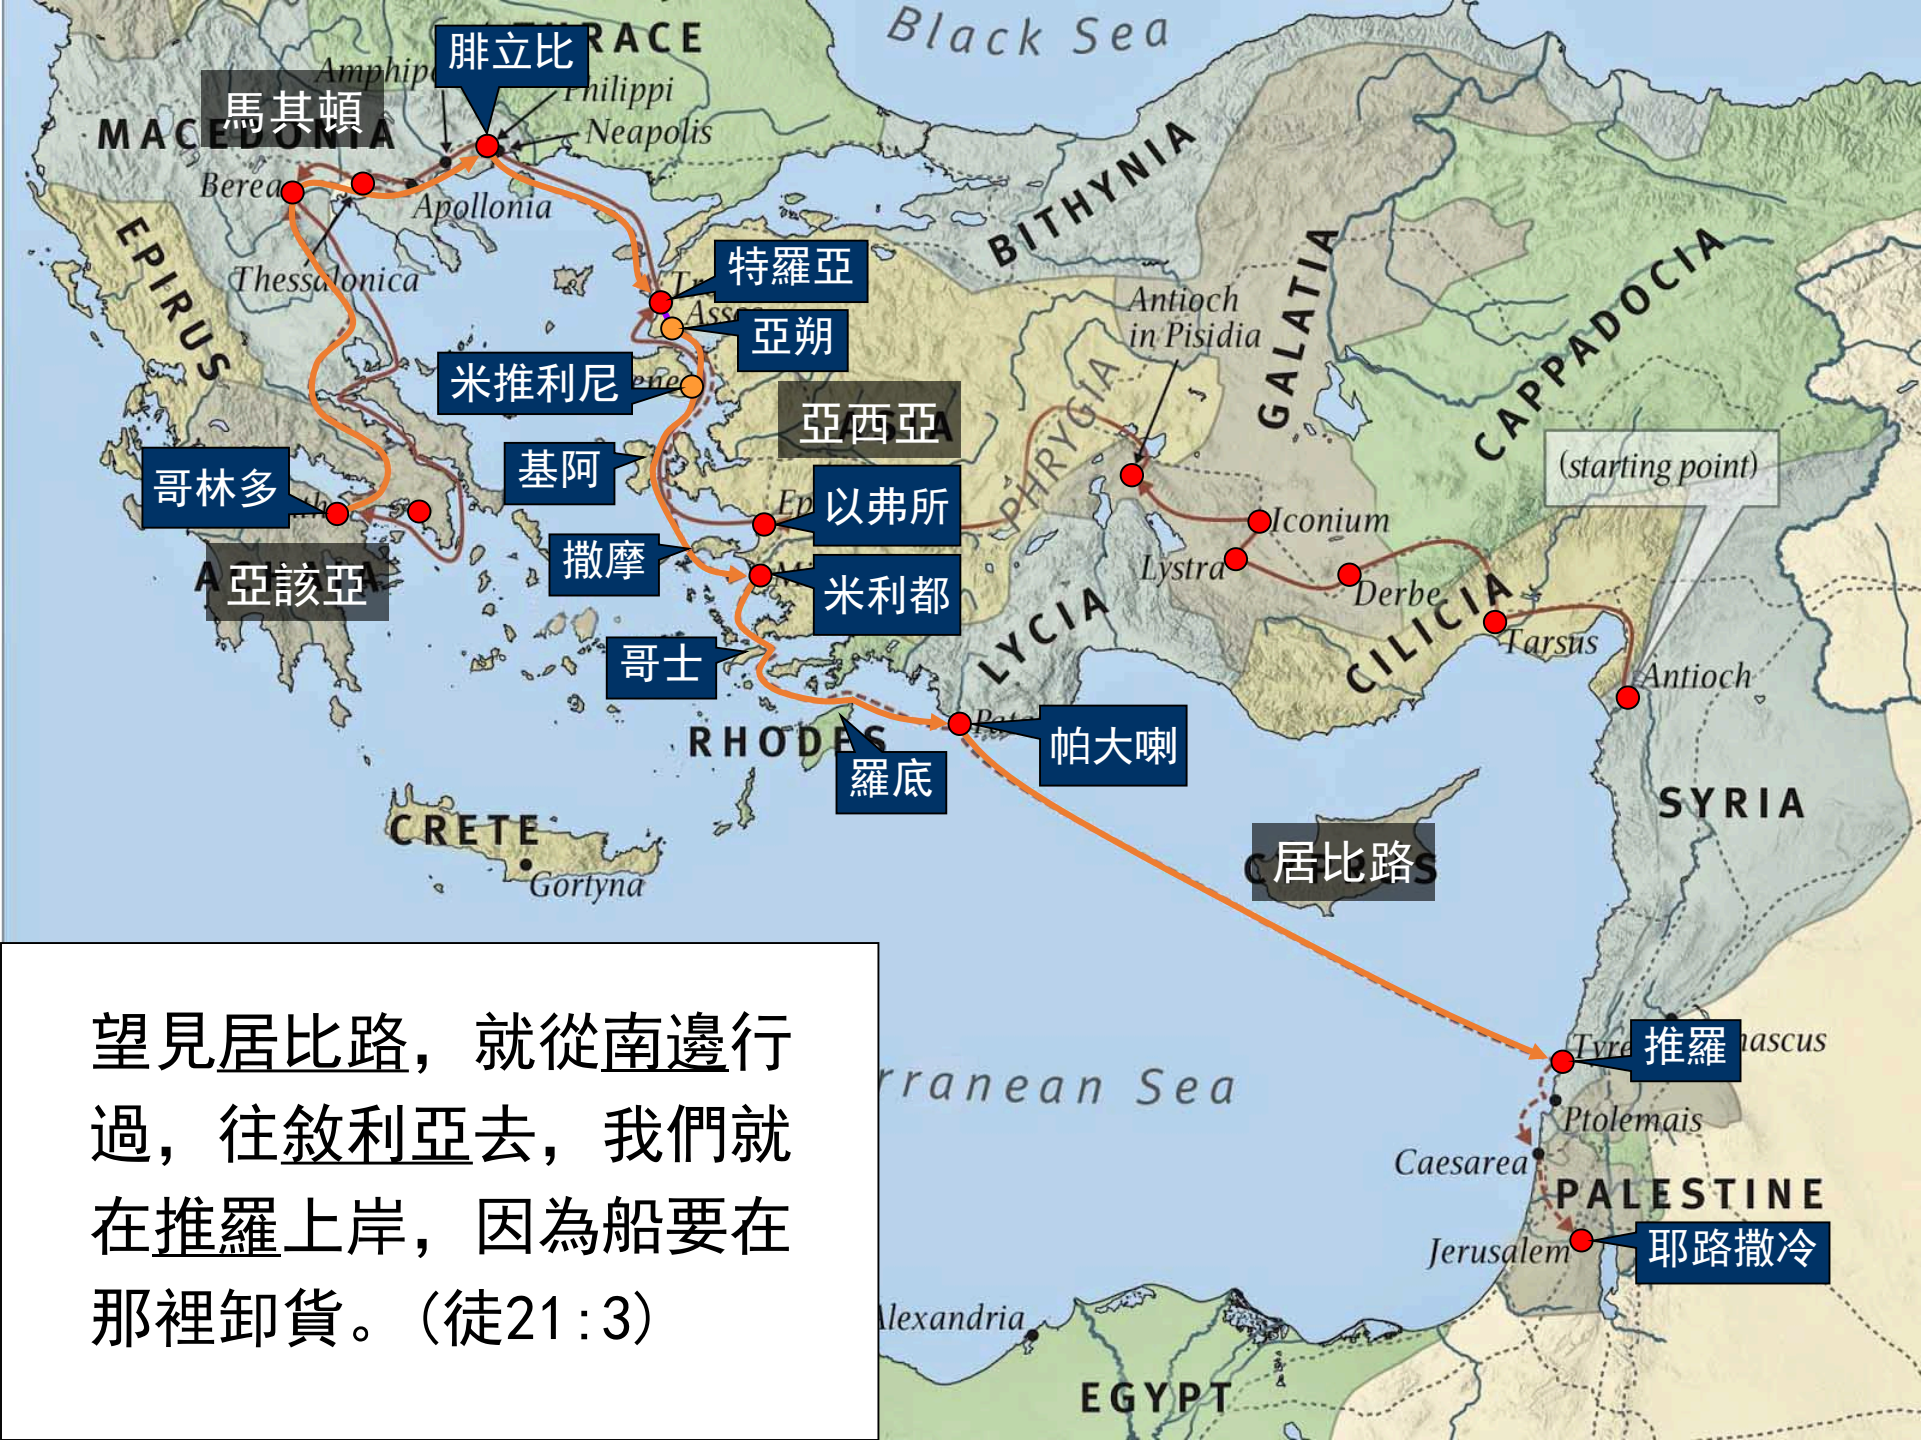 Black Sea
腓立比
馬其頓
Philippi
Neapolis
MACEDONIA
Berea
Apollonia
Thessalonica
EPIRUS
BITHYNIA
GALATIA
CAPPADOCIA
特羅亞
亞朔
米推利尼
Antioch
in Pisidia
PHRYGIA
亞西亞
(starting point)
哥林多
基阿
以弗所
撒摩
米利都
亞該亞
Iconium
Lystra
Derbe
LYCIA
CILICIA
Tarsus
Antioch
哥士
RHODES
羅底
帕大喇
SYRIA
CRETE
Gortyna
居比路
望見居比路，就從南邊行
過，往敘利亞去，我們就
在推羅上岸，因為船要在
那裡卸貨。(徒21:3)
Sea
推羅
Ptolemais
Caesarea
PALESTINE
Jerusalem
耶路撒冷
EGYPT